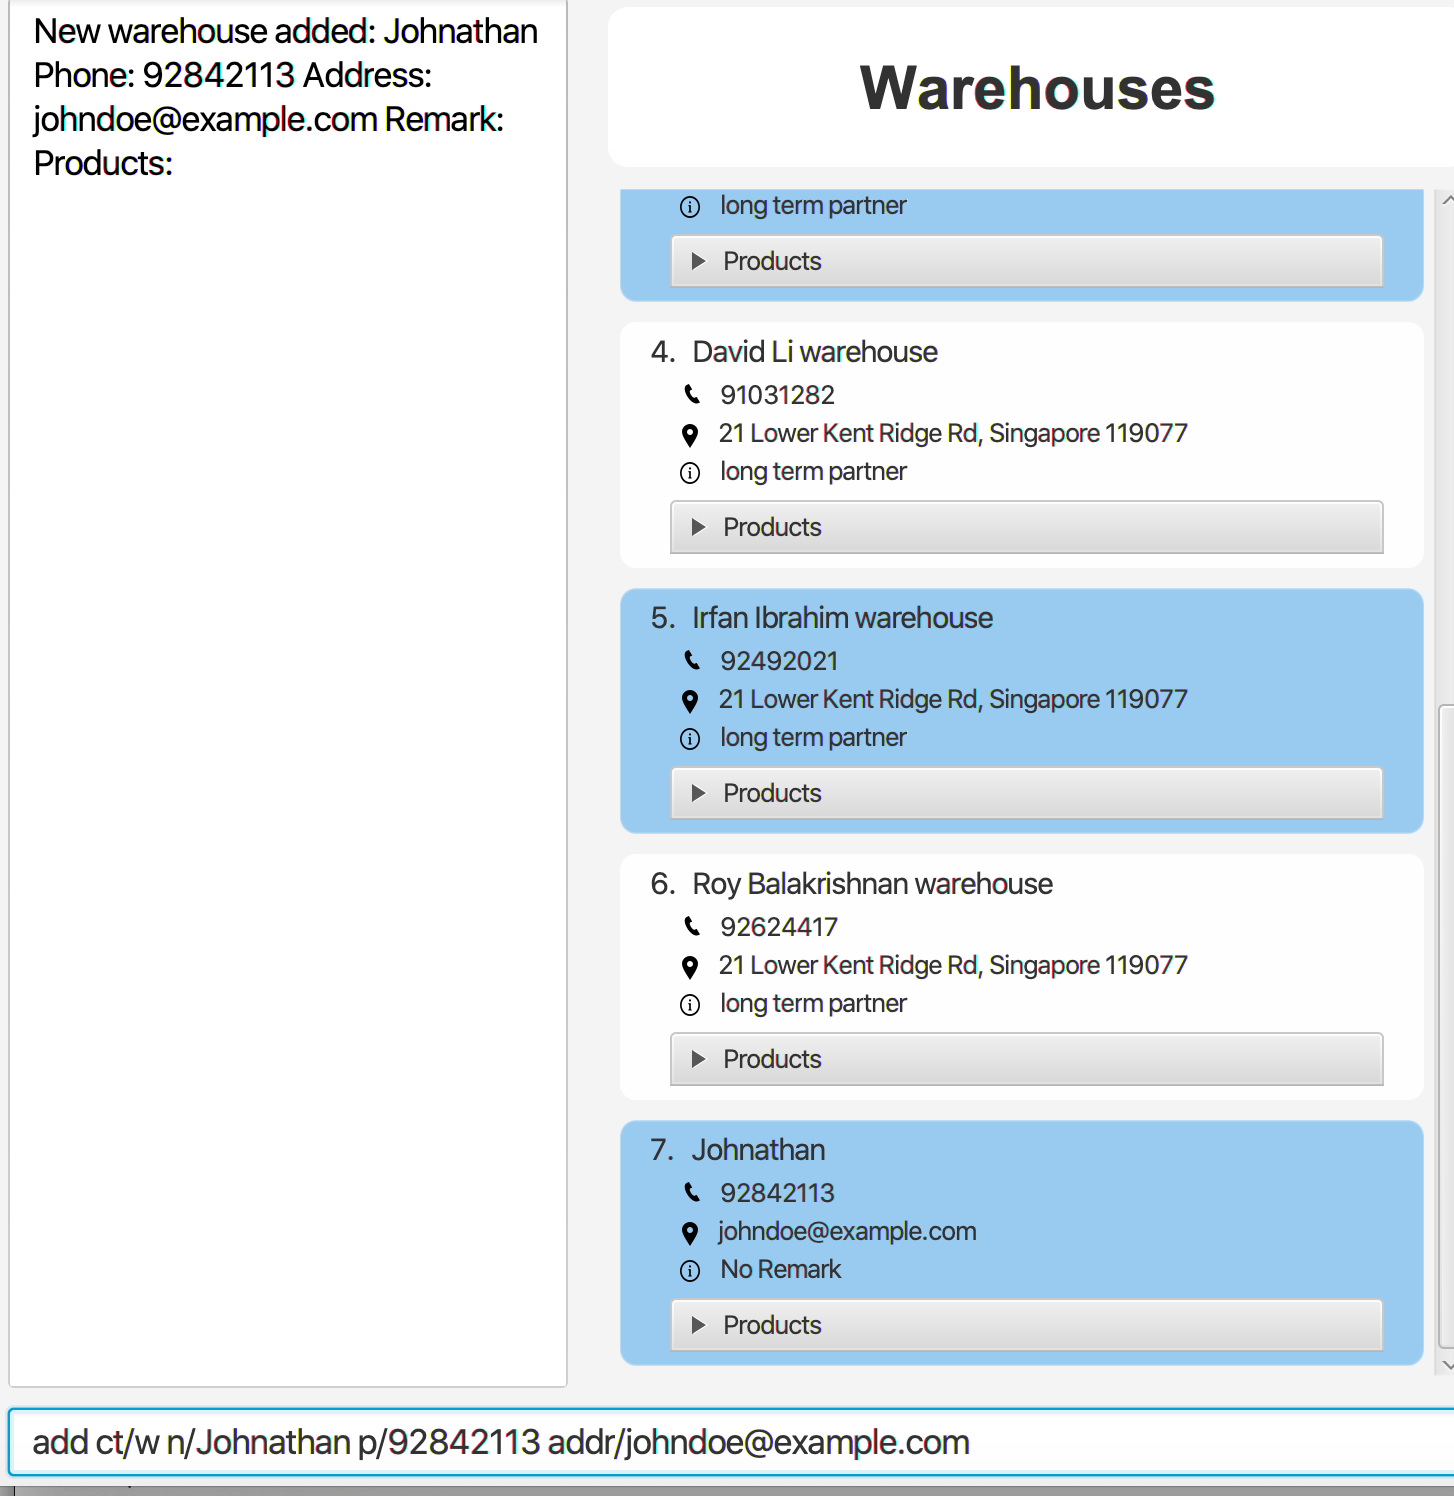 New warehouse added: Johnathan
Phone: 92842113 Address:
johndoe@example.com Remark:
Products:
Warehouses
long term partner
Products
4. David Li warehouse
91031282
21 Lower Kent Ridge Rd, Singapore 119077
long term partner
Products
5. Irfan Ibrahim warehouse
92492021
21 Lower Kent Ridge Rd, Singapore 119077
long term partner
Products
6. Roy Balakrishnan warehouse
92624417
21 Lower Kent Ridge Rd, Singapore 119077
long term partner
Products
7. Johnathan
92842113
johndoe@example.com
No Remark
Products
add ct/w n/Johnathan p/92842113 addr/johndoe@example.com